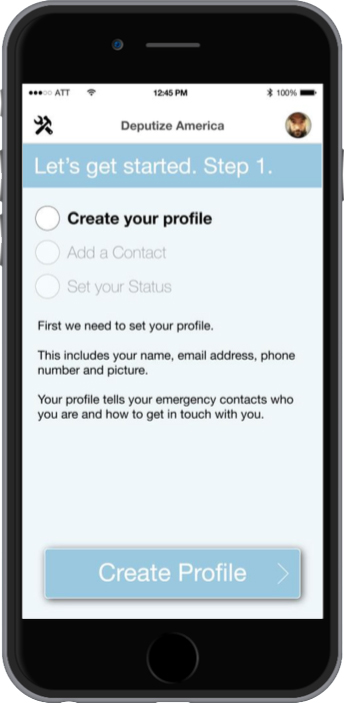 ATT 12:45 PM 100%
Deputize America
Let's get started. Step 1.
Create your profile
Add a Contact
Set your Status
First we need to set your profile.
This includes your name, email address, phone
number and picture.
Your profile tells your emergency contacts who
you are and how to get in touch with you.
Create Profile